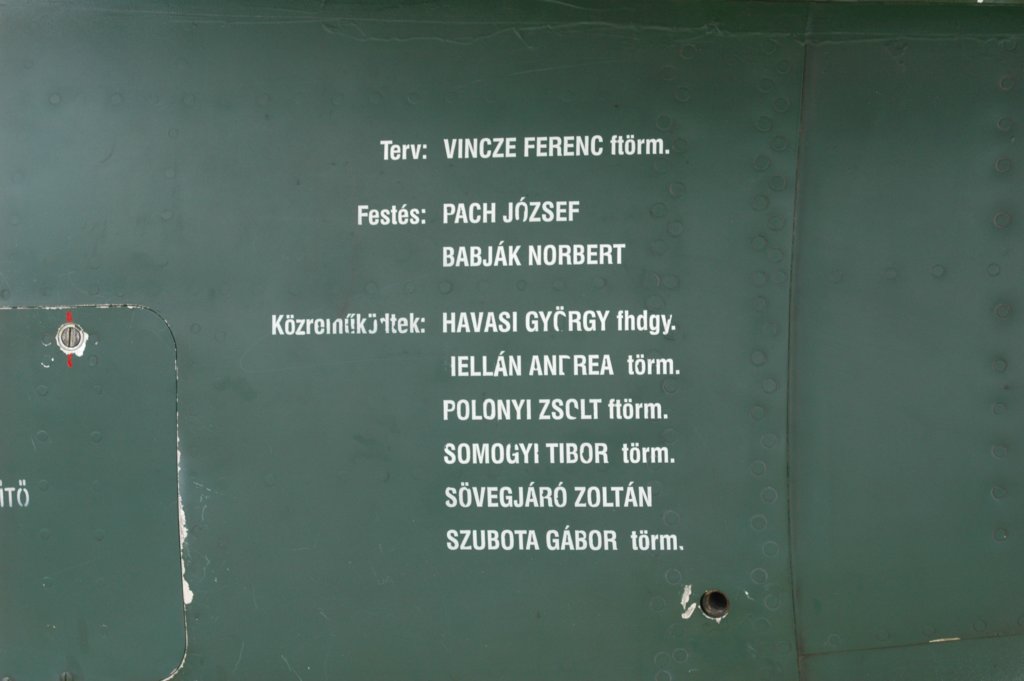 Terv: VINCZE FERENC ftörm.
Festés: PACH JÓZSEF
BABJÁK NORBERT
Közreműködtek: HAVASI GYÖRGY fhdgy.
IELLÁN ANDREA törm.
POLONYI ZSOLT ftörm.
SOMOGYI TIBOR törm.
SÖVEGJÁRÓ ZOLTÁN
SZUBOTA GÁBOR törm.